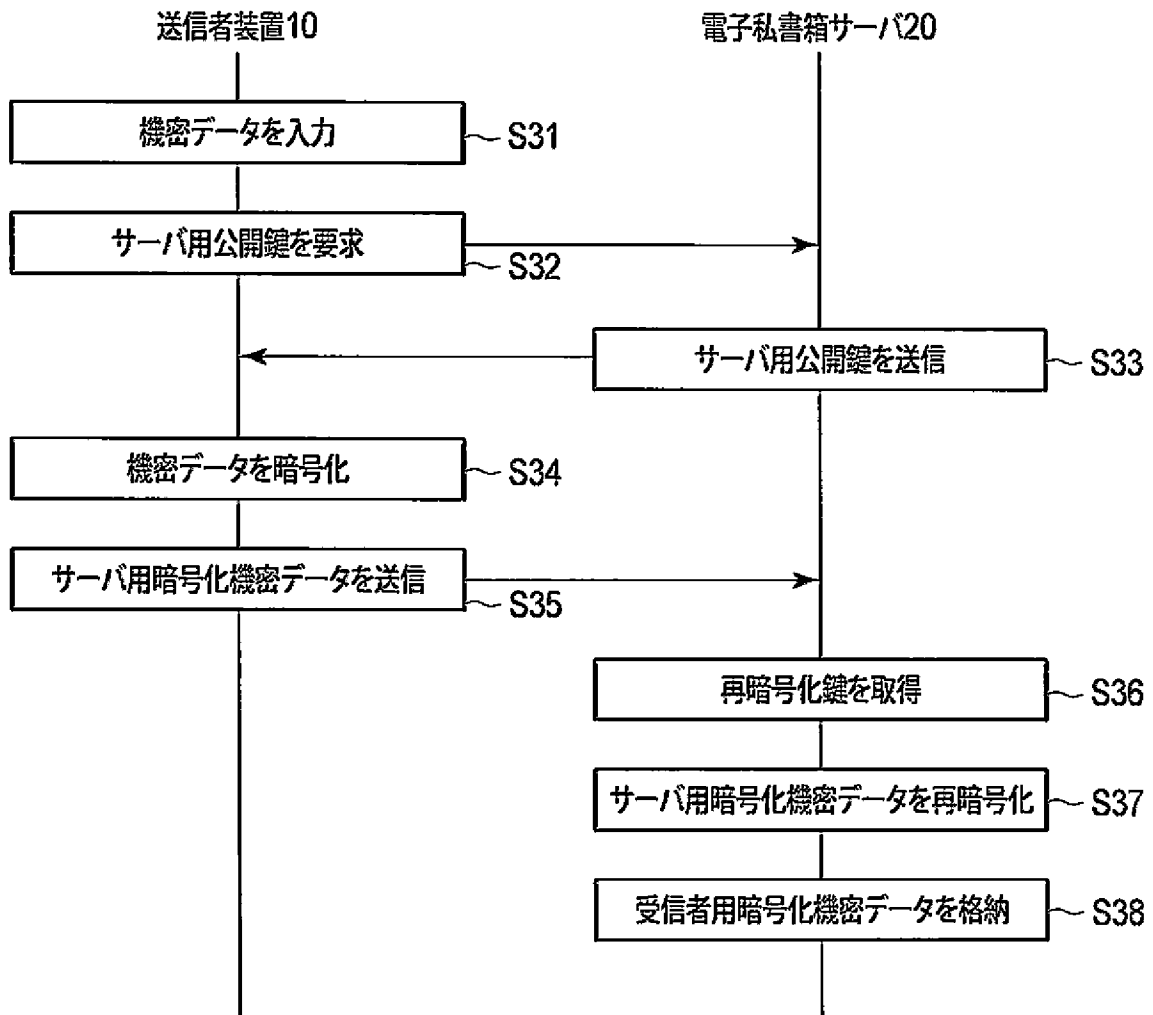 送信者装置10
電子私書箱サーバ20
機密データを入力
S31
サーバ用公開鍵を要求
S32
サーバ用公開鍵を送信
S33
機密データを暗号化
S34
サーバ用暗号化機密データを送信
S35
再暗号化鍵を取得
S36
サーバ用暗号化機密データを再暗号化
S37
受信者用暗号化機密データを格納
S38